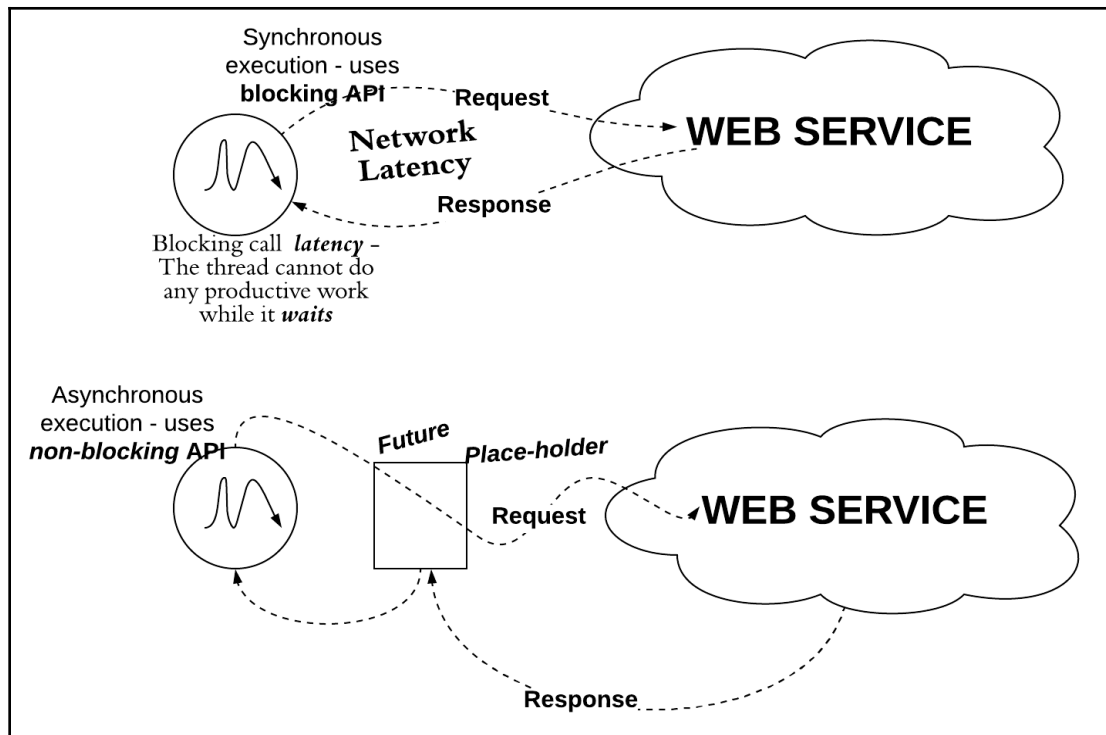 Synchronous
execution - uses
blocking API
Request
Network
Latency
WEB SERVICE
Response
Blocking call latency -
The thread cannot do
any productive work
while it waits
Asynchronous
execution - uses
non-blocking API
Future
Place-holder
Request
WEB SERVICE
Response